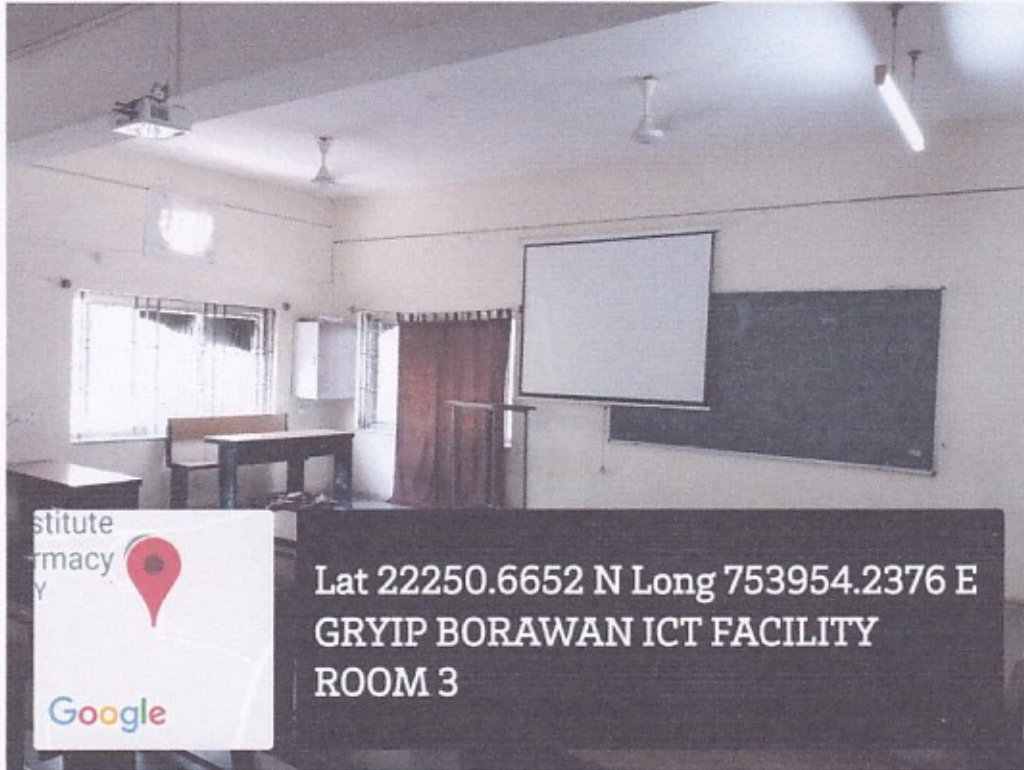 stitute
rmacy
Y
Google
Lat 22250.6652 N Long 753954.2376 E
GRYIP BORAWAN ICT FACILITY
ROOM 3